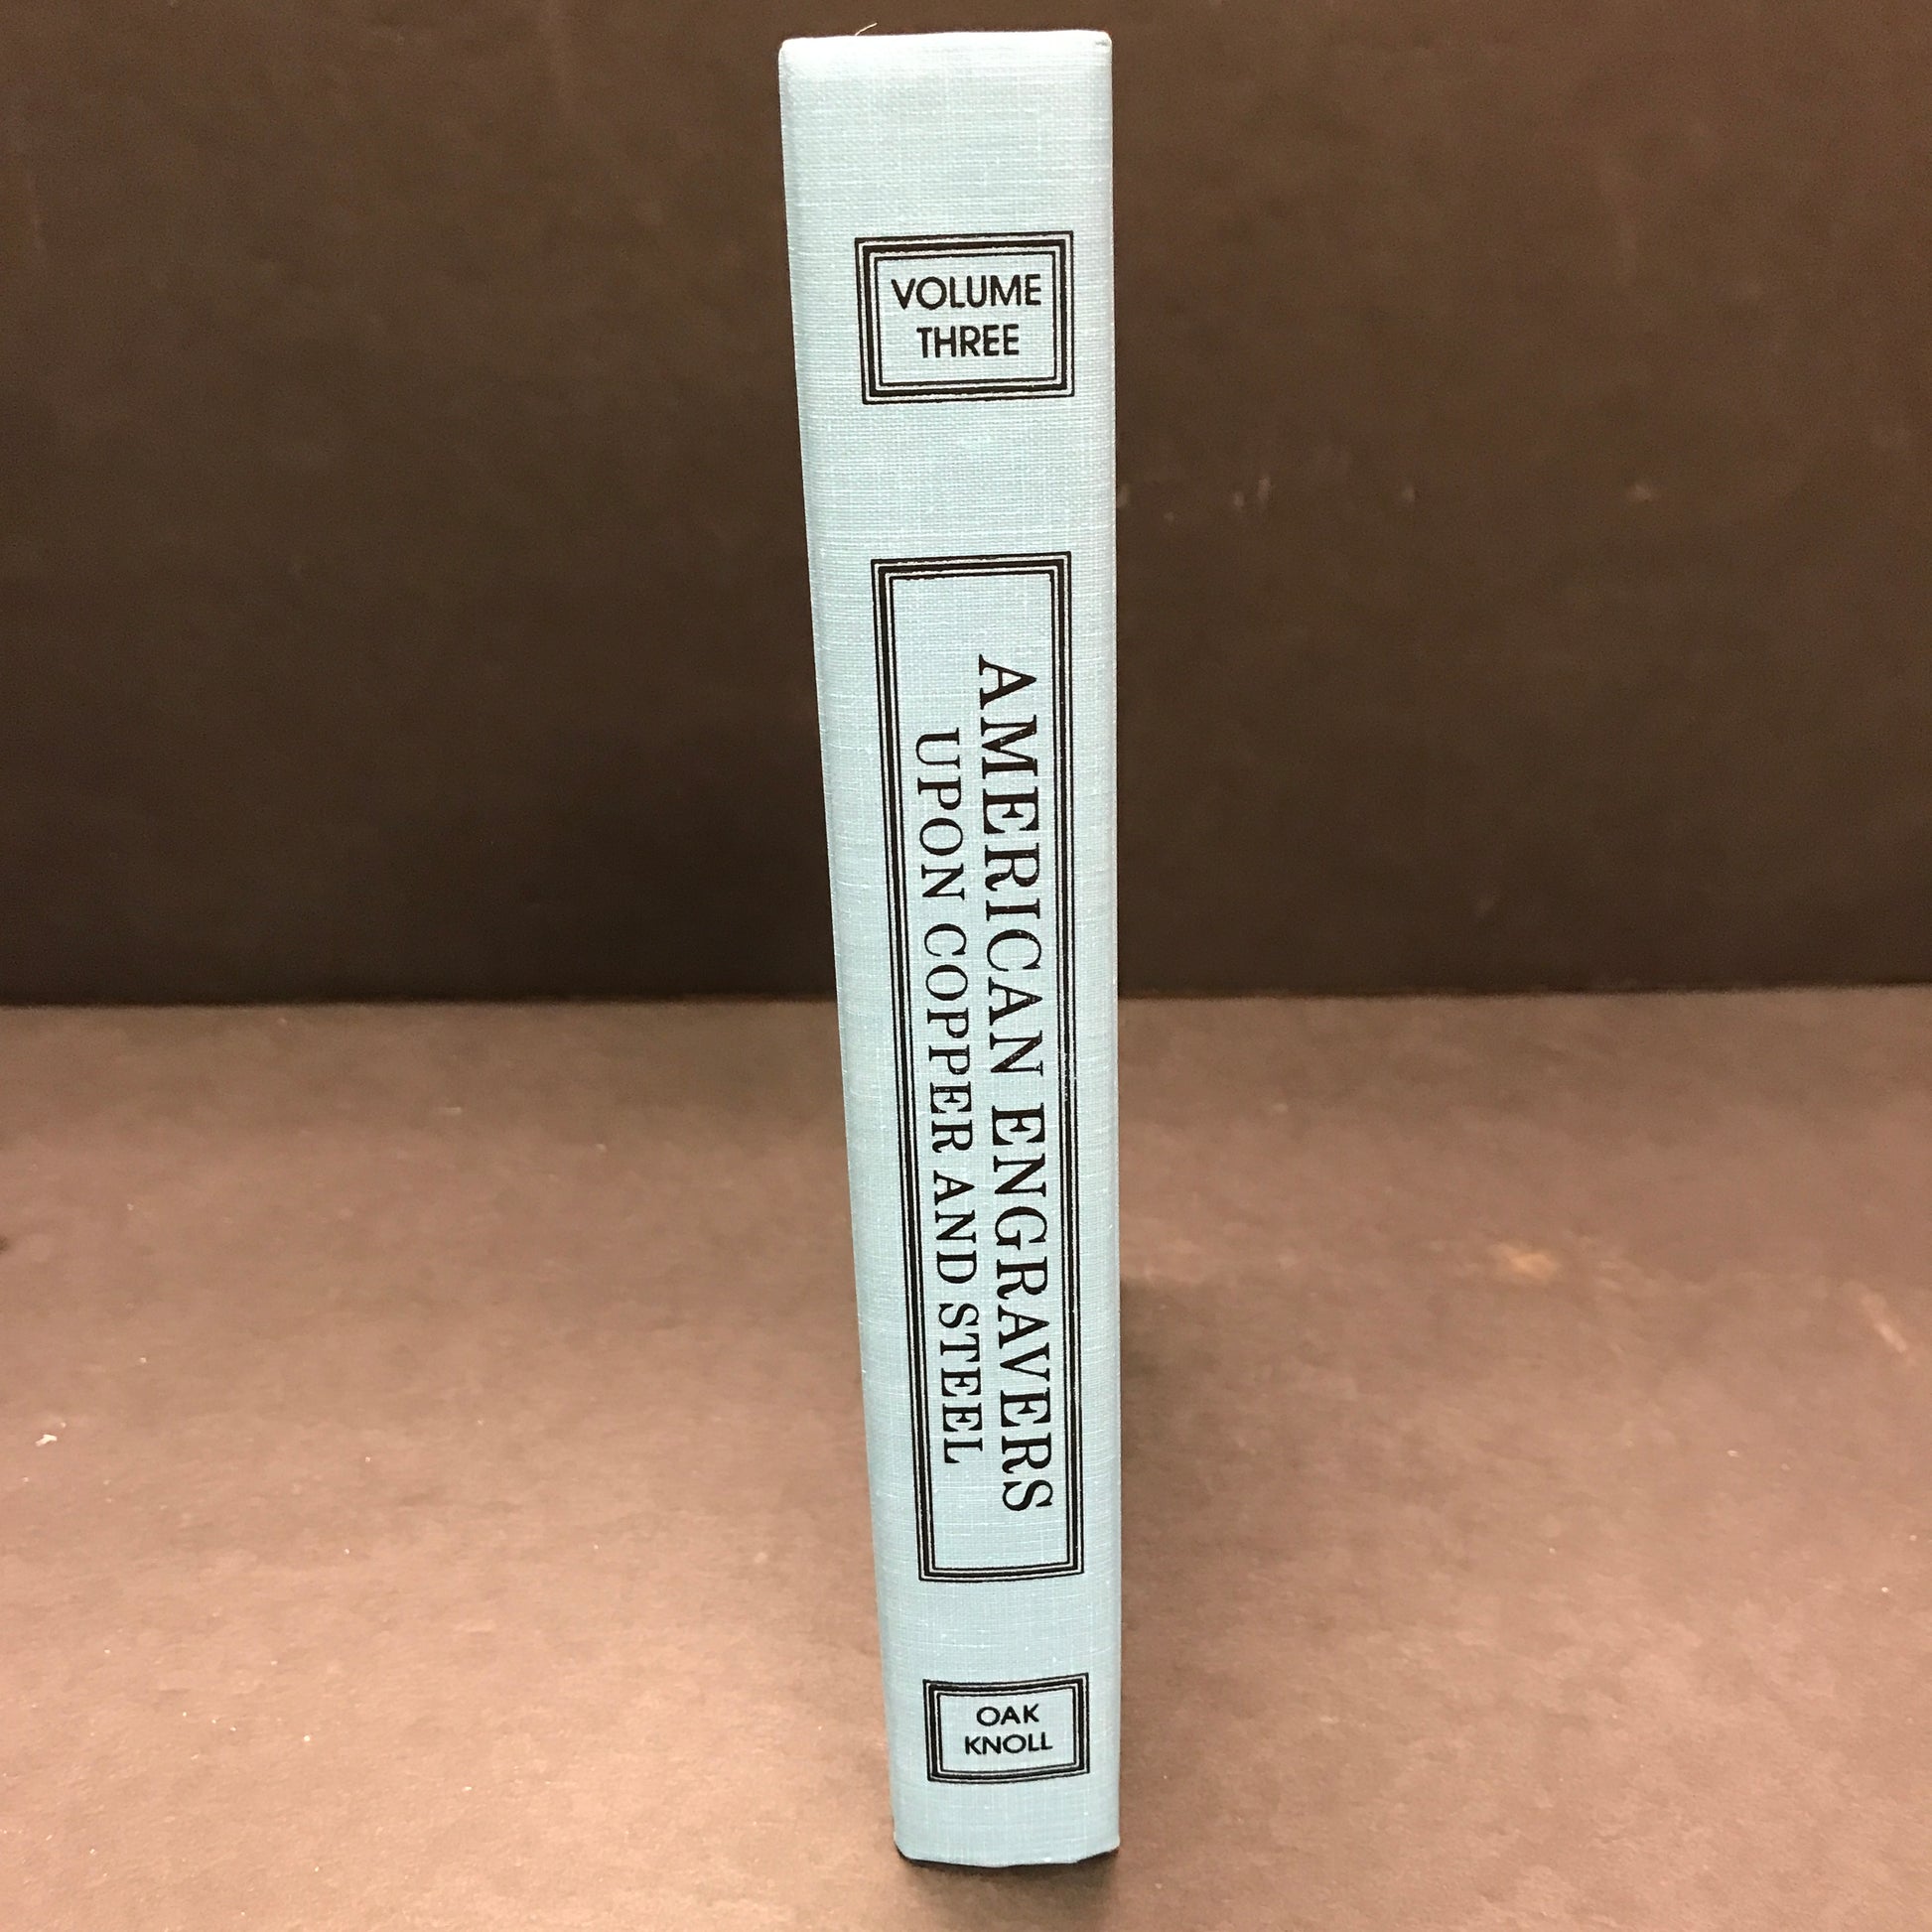 VOLUME
THREE
AMERICAN ENGRAVERS
UPON COPPER AND STEEL
OAK
KNOLL